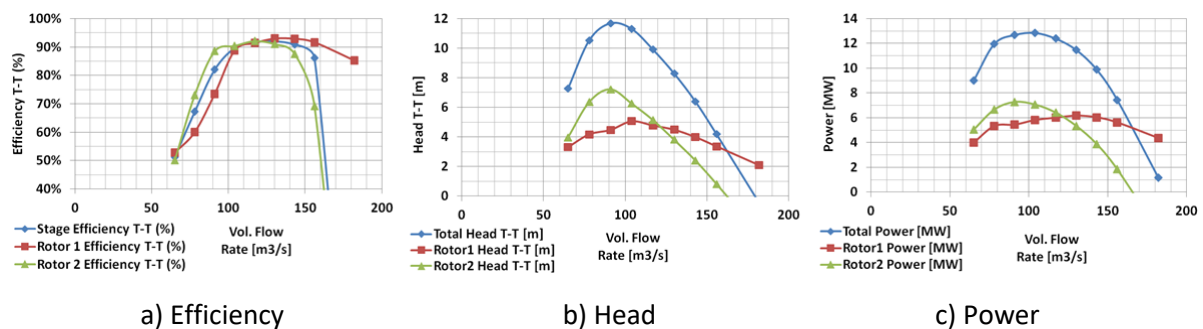 100%
90%
80%
70%
60%
50%
40%
Efficiency T-T (%)
0
50
100
150
200
Vol. Flow
Rate [m3/s]
Stage Efficiency T-T (%)
Rotor 1 Efficiency T-T (%)
Rotor 2 Efficiency T-T (%)
a) Efficiency
12
10
8
6
4
2
0
Head T-T [m]
0
50
100
150
200
Vol. Flow
Rate [m3/s]
Total Head T-T [m]
Rotor1 Head T-T [m]
Rotor2 Head T-T [m]
b) Head
14
12
10
8
6
4
2
0
Power [MW]
0
50
100
150
200
Vol. Flow
Rate [m3/s]
Total Power [MW]
Rotor1 Power [MW]
Rotor2 Power [MW]
c) Power